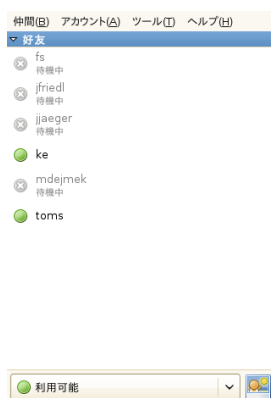 仲間(B) アカウント(A) ツール(T) ヘルプ(H)
好友
fs
待機中
jfriedl
待機中
jjaeger
待機中
ke
mdejmek
待機中
toms
利用可能